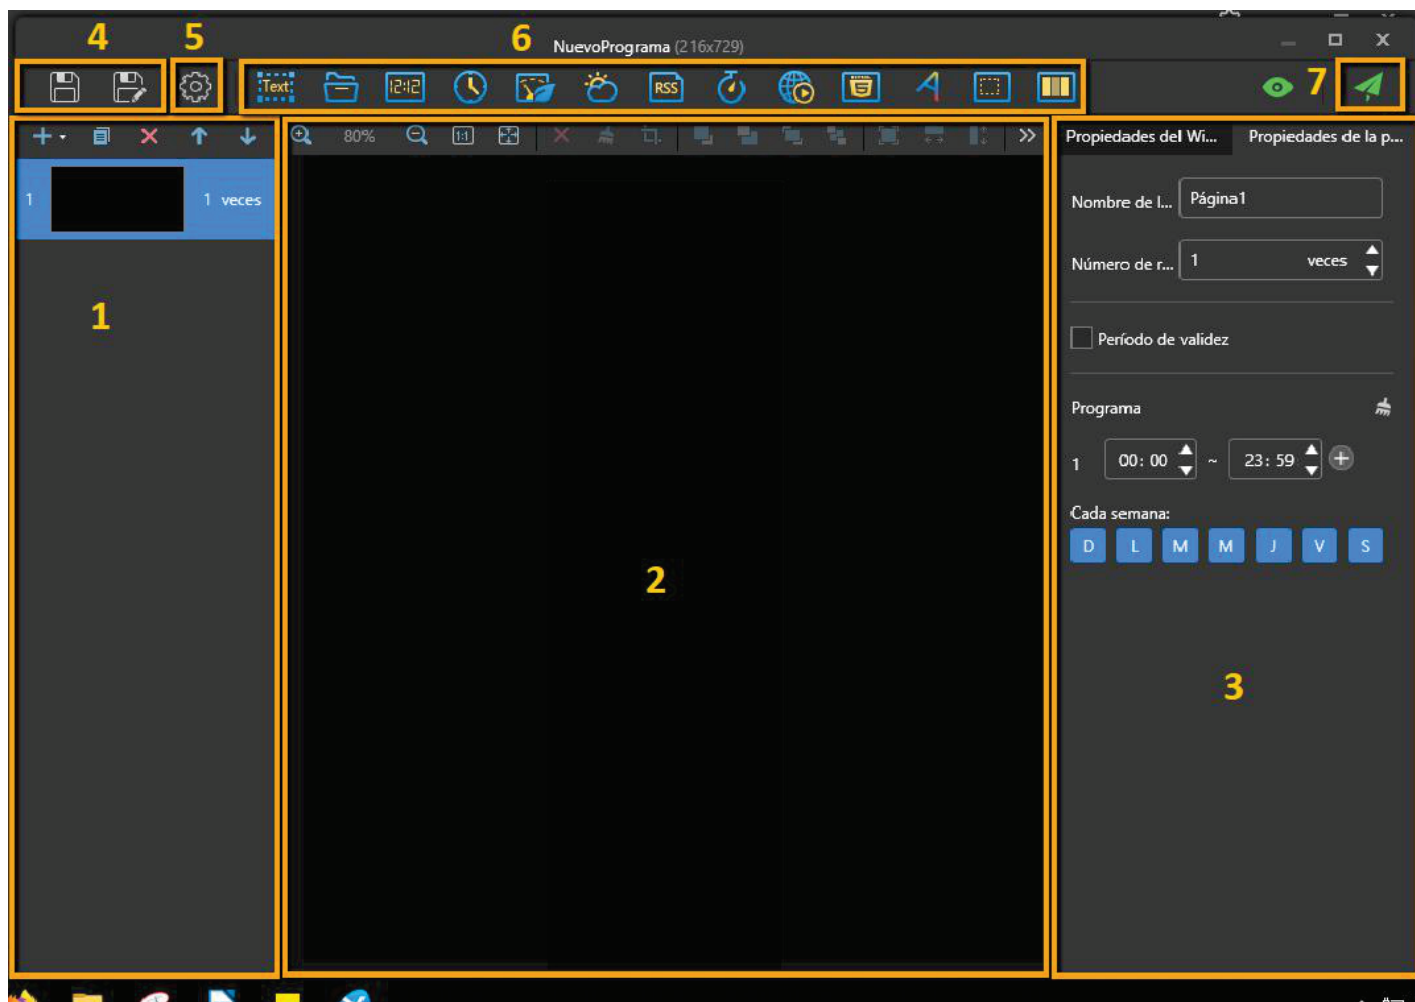 4
5
6
NuevoPrograma (216x729)
Text
12:12
RSS
7
80%
1:1
Propiedades del Wi...
Propiedades de la p...
1
1 veces
Nombre de l...
Página1
Número de r...
1
veces
1
Período de validez
Programa
1
00: 00
~
23: 59
Cada semana:
D L M M J V S
2
3